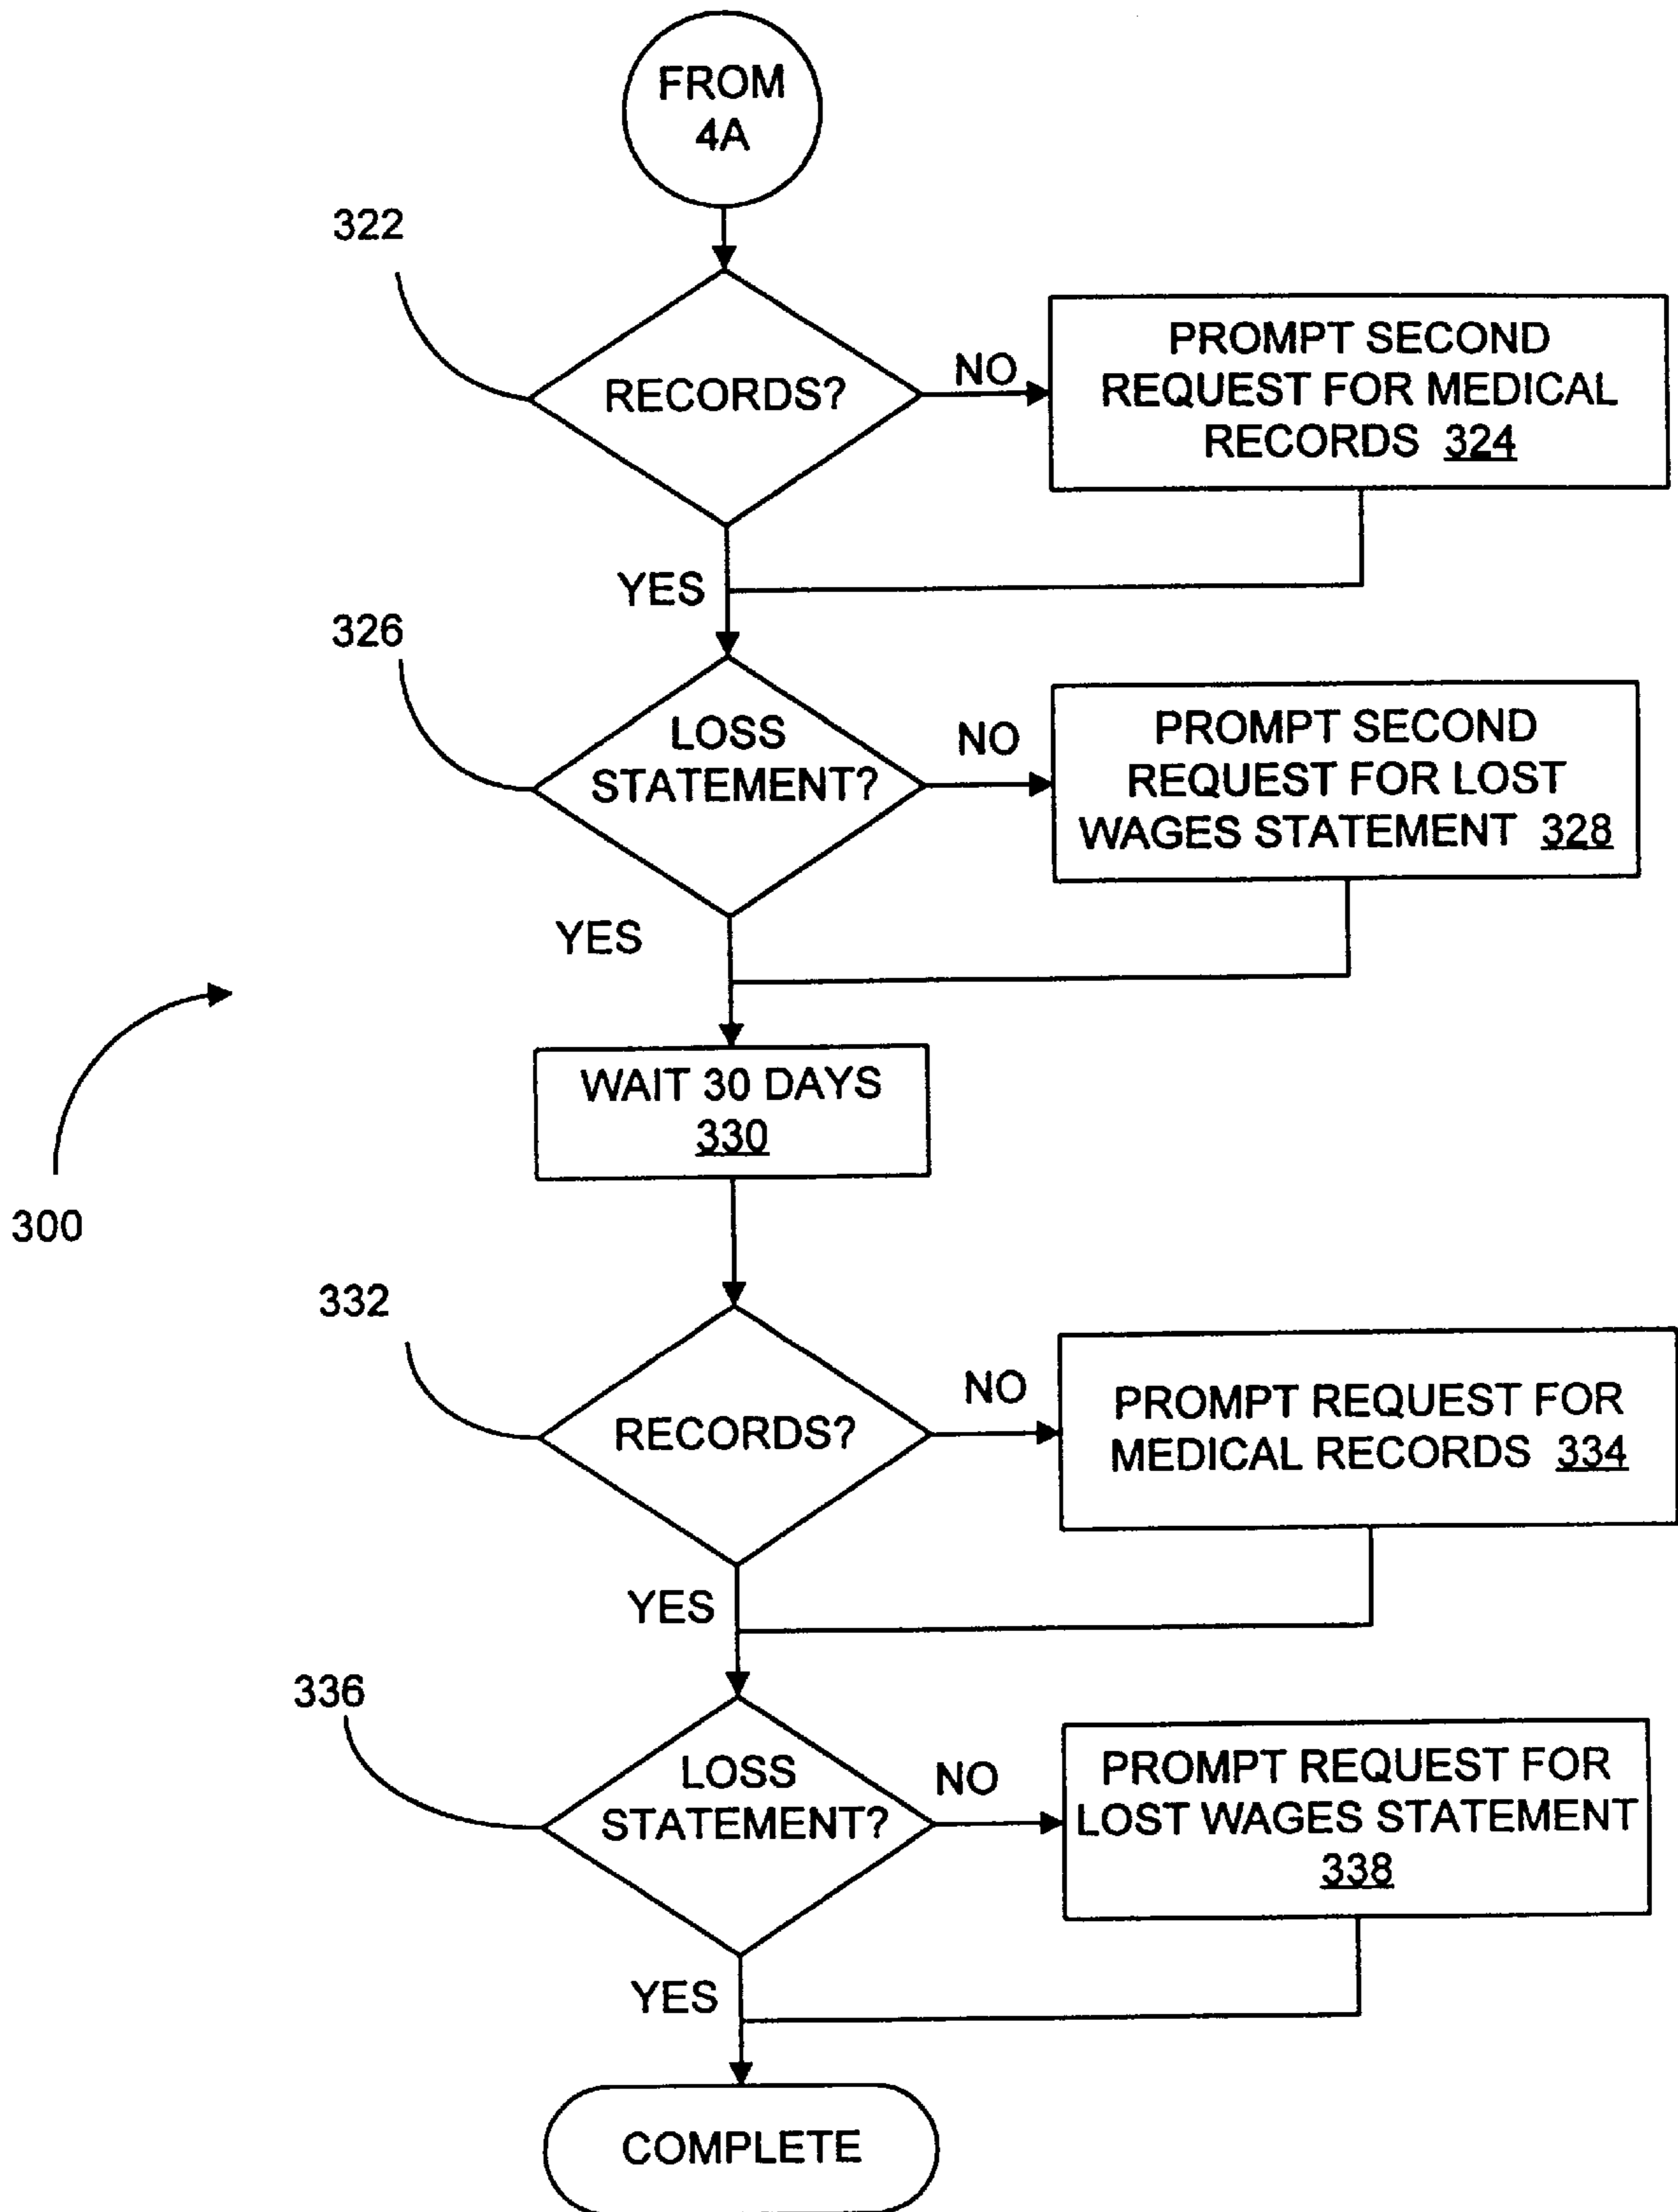 FROM
4A
322
RECORDS?
NO
PROMPT SECOND
REQUEST FOR MEDICAL
RECORDS 324
YES
326
LOSS
STATEMENT?
NO
PROMPT SECOND
REQUEST FOR LOST
WAGES STATEMENT 328
YES
WAIT 30 DAYS
330
300
332
RECORDS?
NO
PROMPT REQUEST FOR
MEDICAL RECORDS 334
YES
336
LOSS
STATEMENT?
NO
PROMPT REQUEST FOR
LOST WAGES STATEMENT
338
YES
COMPLETE